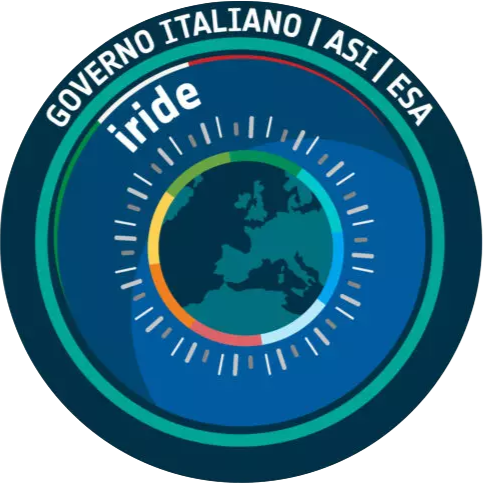 GOVERNO ITALIANO | ASI | ESA
iride